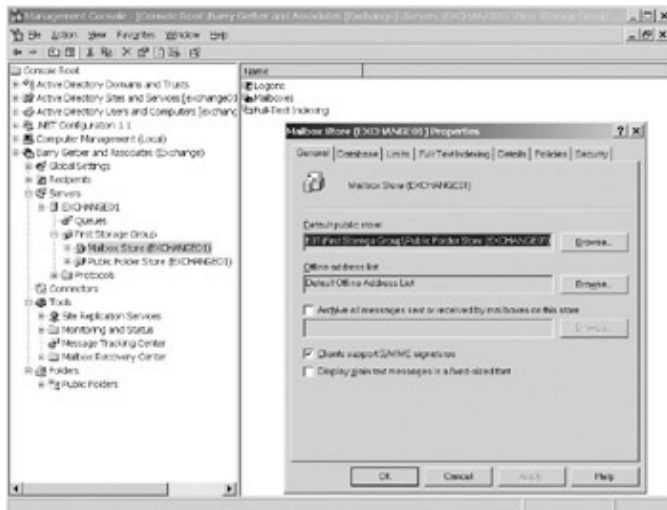 Management Console - [Console Root\Barry Gerber and Associates (Exchange)\Servers\EXCHANGE01\First Storage Group\
File Action View Favorites Window Help
Console Root
Active Directory Domains and Trusts
Active Directory Sites and Services [exchange01
Active Directory Users and Computers [exchang
.NET Configuration 1.1
Computer Management (Local)
Barry Gerber and Associates (Exchange)
Global Settings
Recipients
Servers
EXCHANGE01
Queues
First Storage Group
Mailbox Store (EXCHANGE01)
Public Folder Store (EXCHANGE01)
Protocols
Connectors
Tools
Site Replication Services
Monitoring and Status
Message Tracking Center
Mailbox Recovery Center
Folders
Public Folders
Name
Logons
Mailboxes
Full-Text Indexing
Mailbox Store (EXCHANGE01) Properties
General Database Limits Full-Text Indexing Details Policies Security
Mailbox Store (EXCHANGE01)
Default public store:
E01\First Storage Group\Public Folder Store (EXCHANGE01)
Browse...
Offline address list:
Default Offline Address List
Browse...
Archive all messages sent or received by mailboxes on this store
Browse...
Clients support S/MIME signatures
Display plain text messages in a fixed-sized font
OK Cancel Apply Help